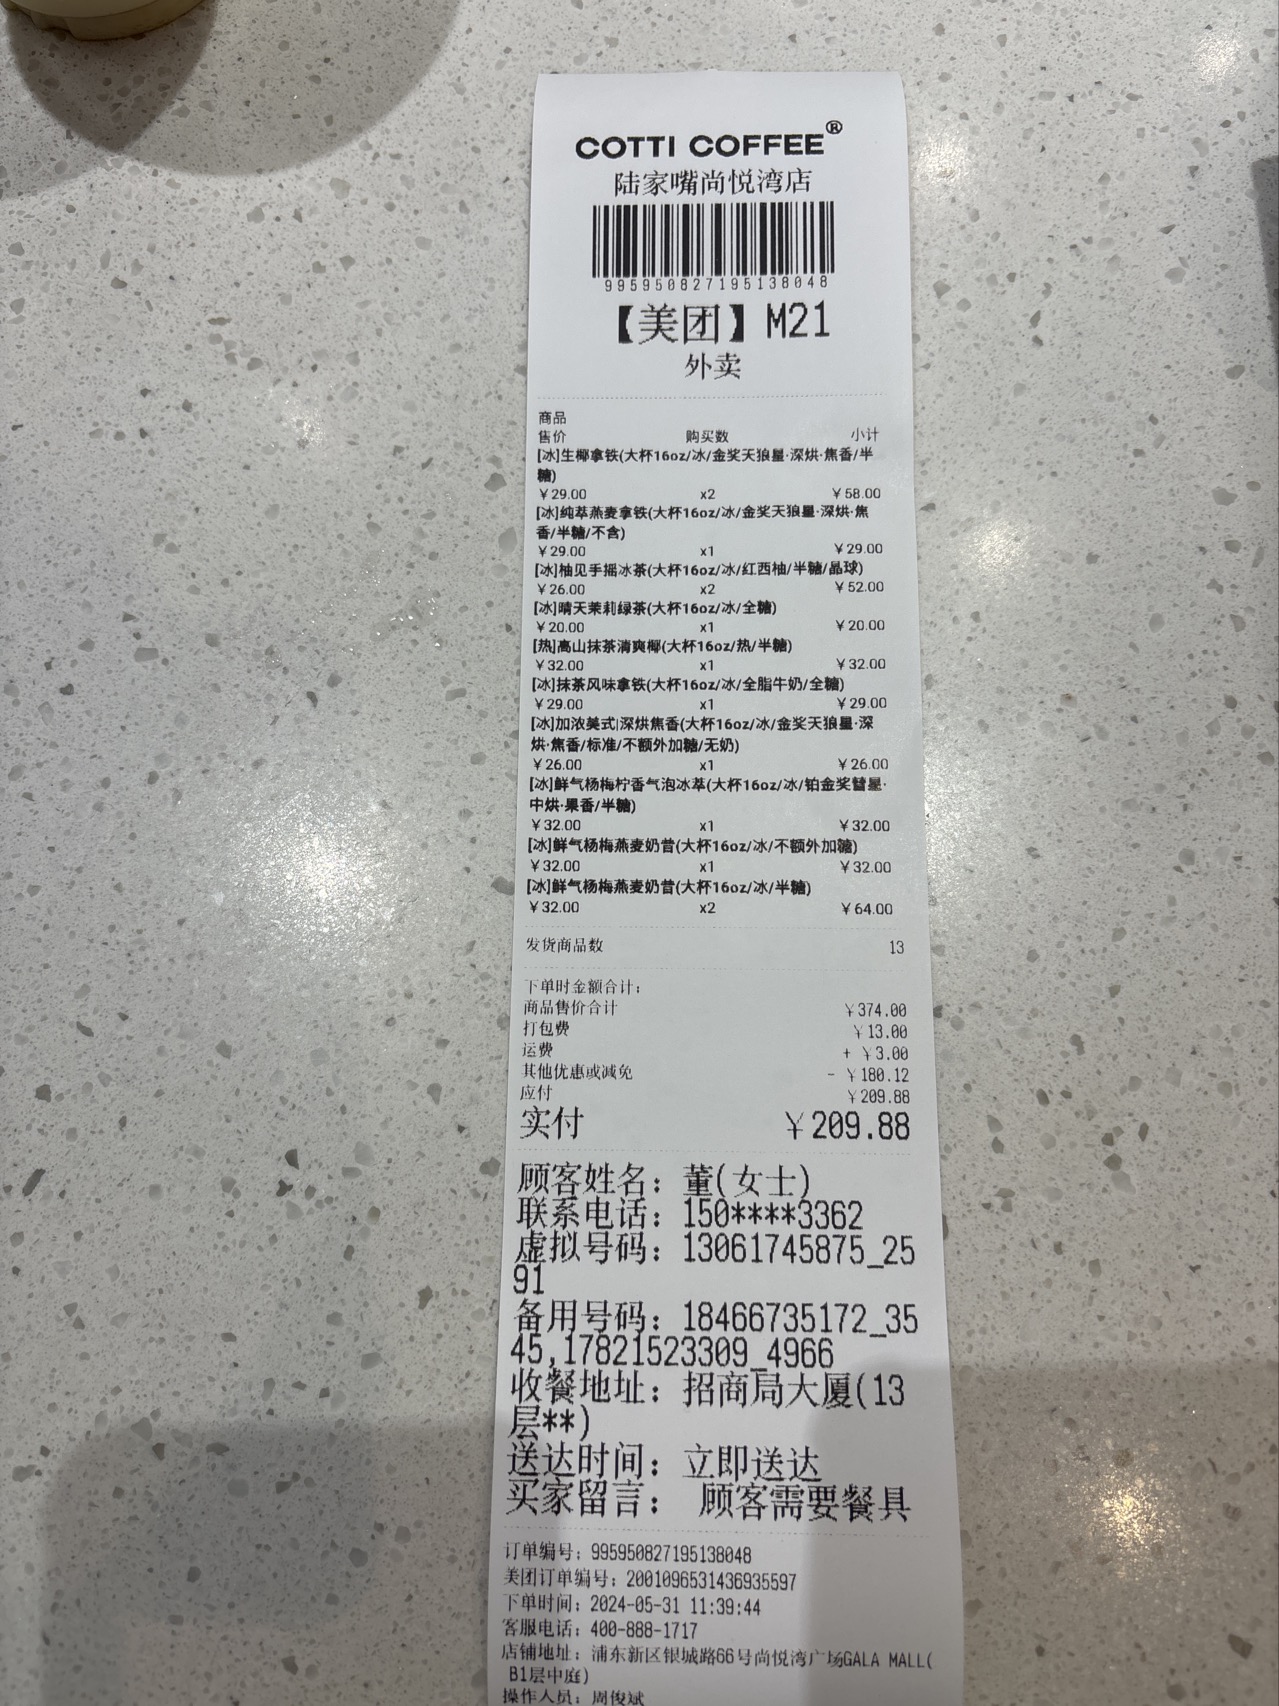 COTTI COFFEE®
陆家嘴尚悦湾店
995950827195138048
【美团】M21
外卖
商品
售价 购买数 小计
[冰]生椰拿铁(大杯16oz/冰/金奖天狼星·深烘·焦香/半
糖)
￥29.00 x2 ￥58.00
[冰]纯萃燕麦拿铁(大杯16oz/冰/金奖天狼星·深烘·焦
香/半糖/不含)
￥29.00 x1 ￥29.00
[冰]柚见手摇冰茶(大杯16oz/冰/红西柚/半糖/晶球)
￥26.00 x2 ￥52.00
[冰]晴天茉莉绿茶(大杯16oz/冰/全糖)
￥20.00 x1 ￥20.00
[热]高山抹茶清爽椰(大杯16oz/热/半糖)
￥32.00 x1 ￥32.00
[冰]抹茶风味拿铁(大杯16oz/冰/全脂牛奶/全糖)
￥29.00 x1 ￥29.00
[冰]加浓美式|深烘焦香(大杯16oz/冰/金奖天狼星·深
烘·焦香/标准/不额外加糖/无奶)
￥26.00 x1 ￥26.00
[冰]鲜气杨梅柠香气泡冰萃(大杯16oz/冰/铂金奖彗星·
中烘·果香/半糖)
￥32.00 x1 ￥32.00
[冰]鲜气杨梅燕麦奶昔(大杯16oz/冰/不额外加糖)
￥32.00 x1 ￥32.00
[冰]鲜气杨梅燕麦奶昔(大杯16oz/冰/半糖)
￥32.00 x2 ￥64.00
发货商品数 13
下单时金额合计：
商品售价合计 ￥374.00
打包费 ￥13.00
运费 + ￥3.00
其他优惠或减免 - ￥180.12
应付 ￥209.88
实付 ￥209.88
顾客姓名：董(女士)
联系电话：150****3362
虚拟号码：13061745875_25
91
备用号码：18466735172_35
45,17821523309_4966
收餐地址：招商局大厦(13
层**)
送达时间：立即送达
买家留言： 顾客需要餐具
订单编号：995950827195138048
美团订单编号：2001096531436935597
下单时间：2024-05-31 11:39:44
客服电话：400-888-1717
店铺地址：浦东新区银城路66号尚悦湾广场GALA MALL(
B1层中庭)
操作人员：周俊斌